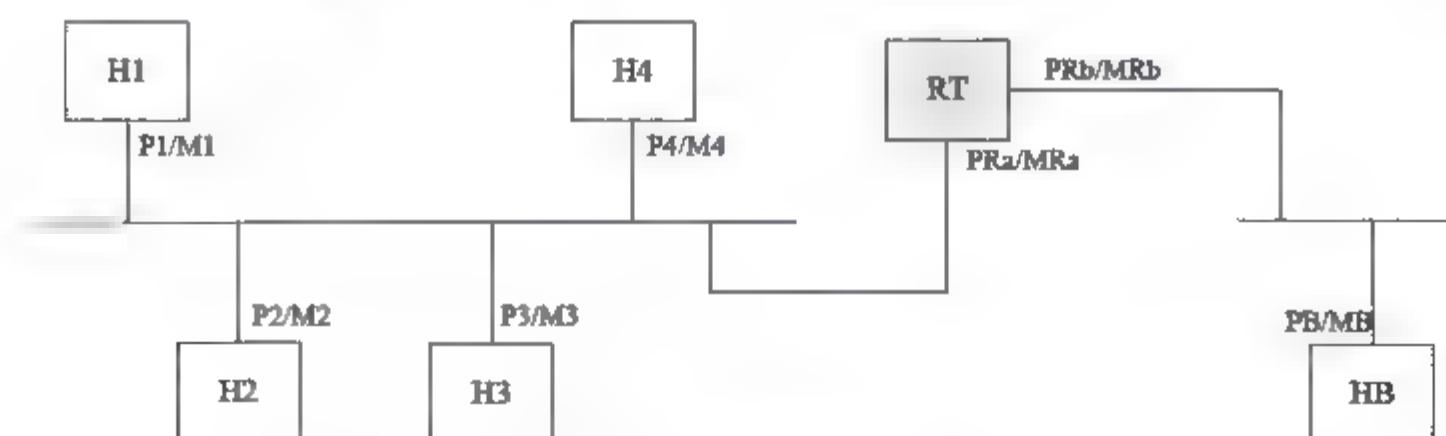 H1
H4
RT
PRb/MRb
P1/M1
P4/M4
PRa/MRa
P2/M2
P3/M3
PB/MB
H2
H3
HB